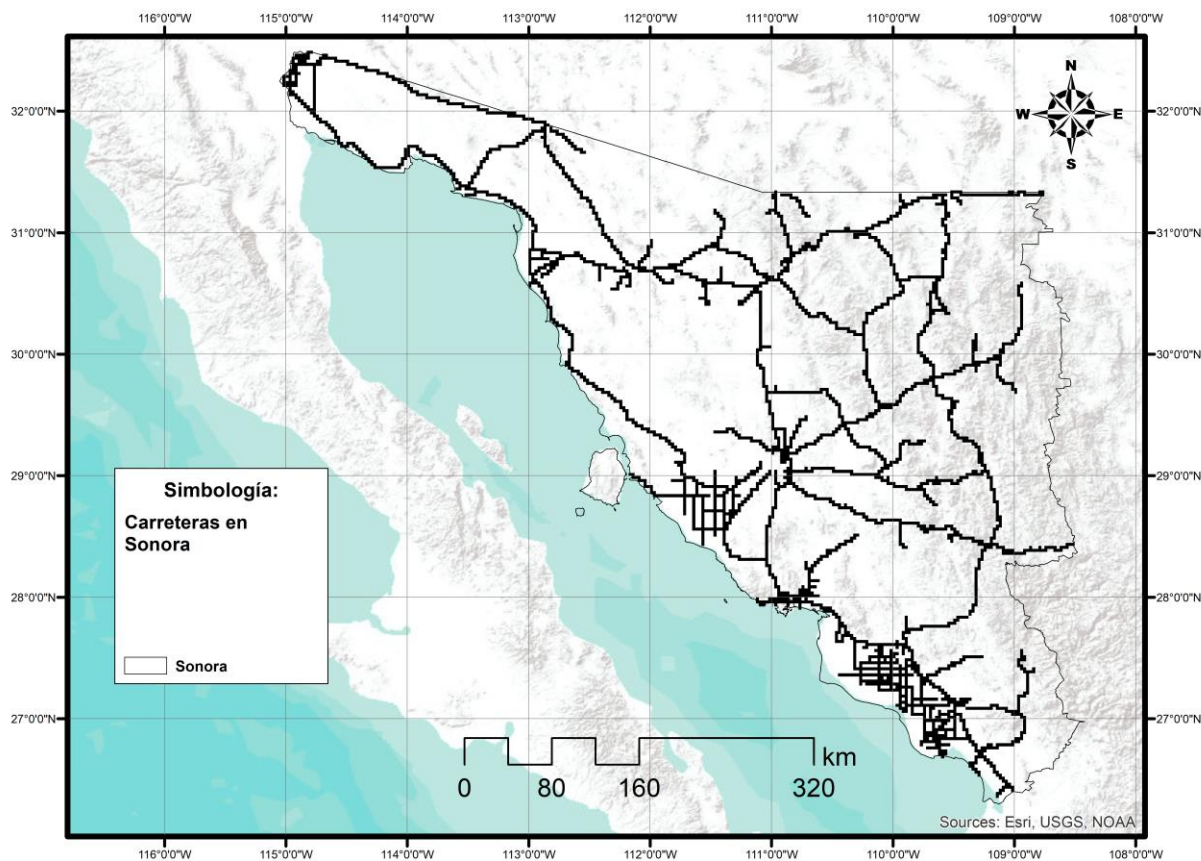 116°0'0"W 115°0'0"W 114°0'0"W 113°0'0"W 112°0'0"W 111°0'0"W 110°0'0"W 109°0'0"W 108°0'0"W
N
W E
S
32°0'0"N 32°0'0"N
31°0'0"N 31°0'0"N
30°0'0"N 30°0'0"N
29°0'0"N 29°0'0"N
Simbología:
Carreteras en
Sonora
Sonora
28°0'0"N 28°0'0"N
27°0'0"N 27°0'0"N
km
0 80 160 320
Sources: Esri, USGS, NOAA
116°0'0"W 115°0'0"W 114°0'0"W 113°0'0"W 112°0'0"W 111°0'0"W 110°0'0"W 109°0'0"W 108°0'0"W